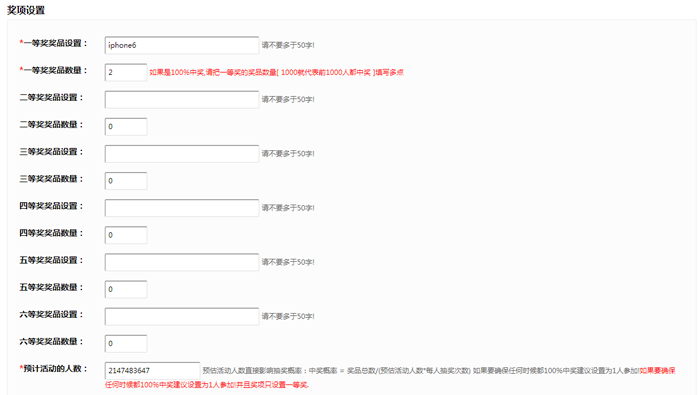 奖项设置
*一等奖奖品设置： iphone6 请不要多于50字!
*一等奖奖品数量： 2 如果是100%中奖,请把一等奖的奖品数量[ 1000就代表前1000人都中奖 ]填写多点
二等奖奖品设置： 请不要多于50字!
二等奖奖品数量： 0
三等奖奖品设置： 请不要多于50字!
三等奖奖品数量： 0
四等奖奖品设置： 请不要多于50字!
四等奖奖品数量： 0
五等奖奖品设置： 请不要多于50字!
五等奖奖品数量： 0
六等奖奖品设置： 请不要多于50字!
六等奖奖品数量： 0
*预计活动的人数： 2147483647 预估活动人数直接影响抽奖概率：中奖概率 = 奖品总数/(预估活动人数*每人抽奖次数) 如果要确保任何时候都100%中奖建议设置为1人参加!如果要确保
任何时候都100%中奖建议设置为1人参加!并且奖项只设置一等奖.